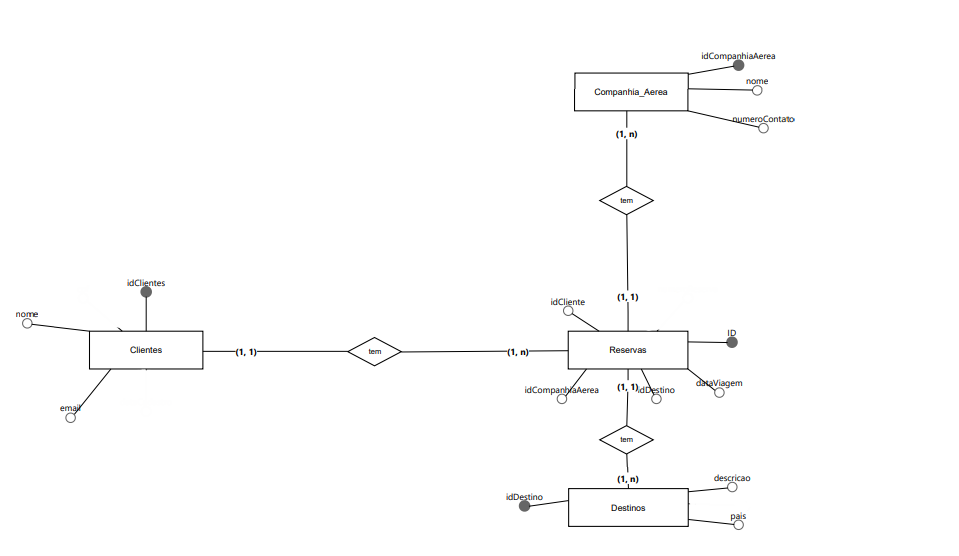 idCompanhiaAerea
nome
Companhia_Aerea
numeroContato
(1, n)
tem
idClientes
(1, 1)
idCliente
nome
ID
Clientes
(1, 1)
tem
(1, n)
Reservas
dataViagem
idCompanhiaAerea
(1, 1)
idDestino
email
tem
(1, n)
descricao
idDestino
Destinos
pais